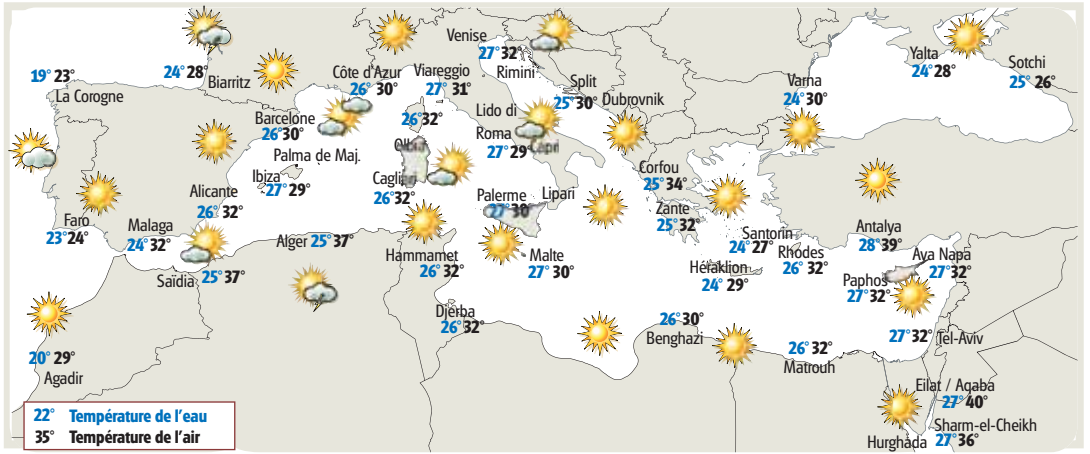 Venise
27° 32°
Rimini
Yalta
24° 28°
Sotchi
25° 26°
19° 23°
La Corogne
24° 28°
Biarritz
Côte d'Azur
26° 30°
Viareggio
27° 31°
Split
25° 30°
Dubrovnik
Varna
24° 30°
Barcelone
26° 30°
26° 32°
Olbia
Lido di
Roma
27° 29°
Capri
Palma de Maj.
Ibiza
27° 29°
Cagliari
26° 32°
Corfou
25° 34°
Alicante
26° 32°
Palerme
27° 30°
Lipari
Zante
25° 32°
Faro
23° 24°
Malaga
24° 32°
Alger 25° 37°
Santorin
24° 27°
Antalya
28° 39°
Saïdia
25° 37°
Hammamet
26° 32°
Malte
27° 30°
Héraklion
24° 29°
Rhodes
26° 32°
Aya Napa
27° 32°
Paphos
27° 32°
Djerba
26° 32°
26° 30°
Benghazi
26° 32°
Matrouh
27° 32°
Tel-Aviv
20° 29°
Agadir
Eilat / Aqaba
27° 40°
Sharm-el-Cheikh
27° 36°
Hurghada
22° Température de l'eau
35° Température de l'air